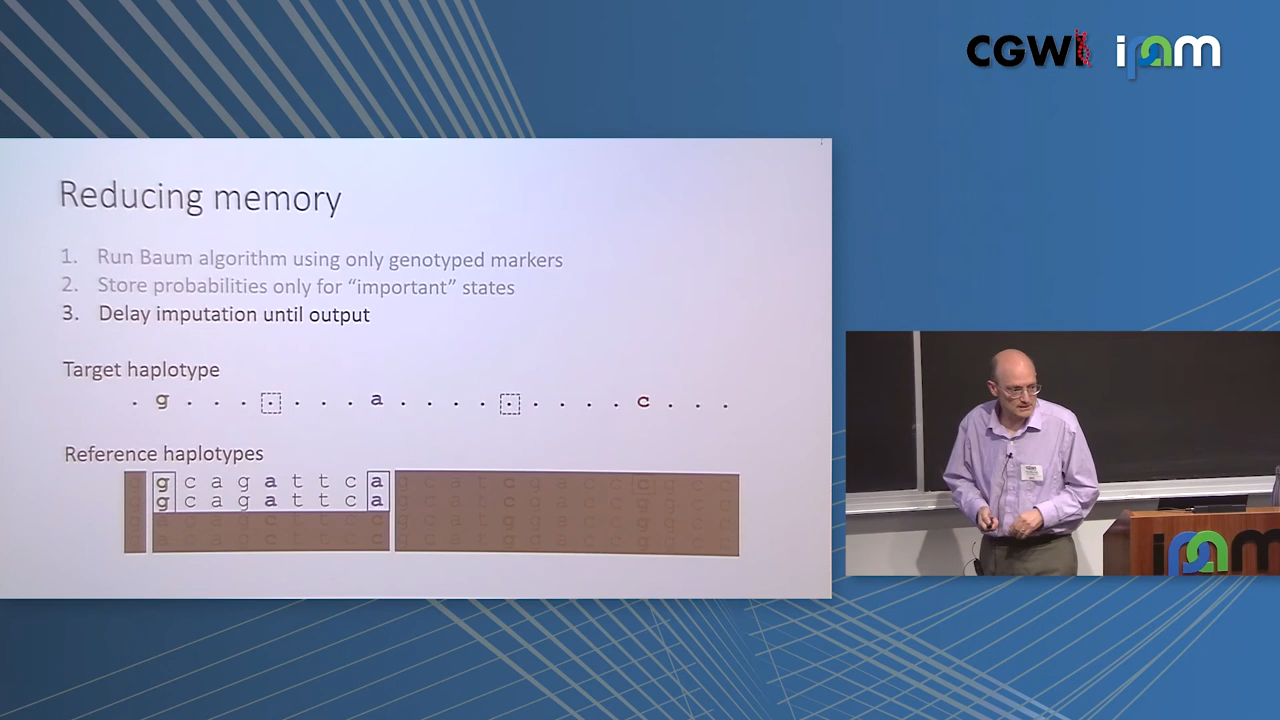 CGWI ipam
Reducing memory
1. Run Baum algorithm using only genotyped markers
2. Store probabilities only for “important” states
3. Delay imputation until output
Target haplotype
. g . . . . . . . a . . . . . . . . . c . . .
Reference haplotypes
g c a g a t t c a
g c a g a t t c a
ipam